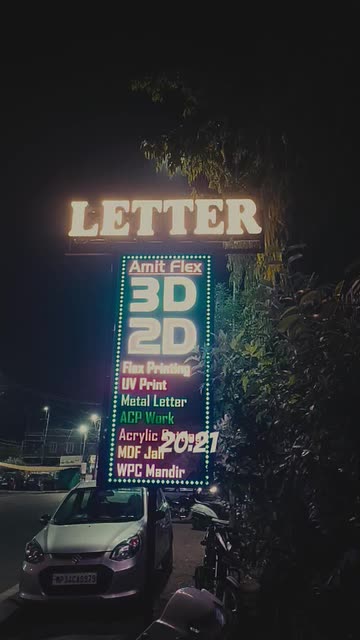 LETTER
Amit Flex
3D
2D
Flex Printing
UV Print
Metal Letter
ACP Work
Acrylic
20:21
MDF Jali
WPC Mandir